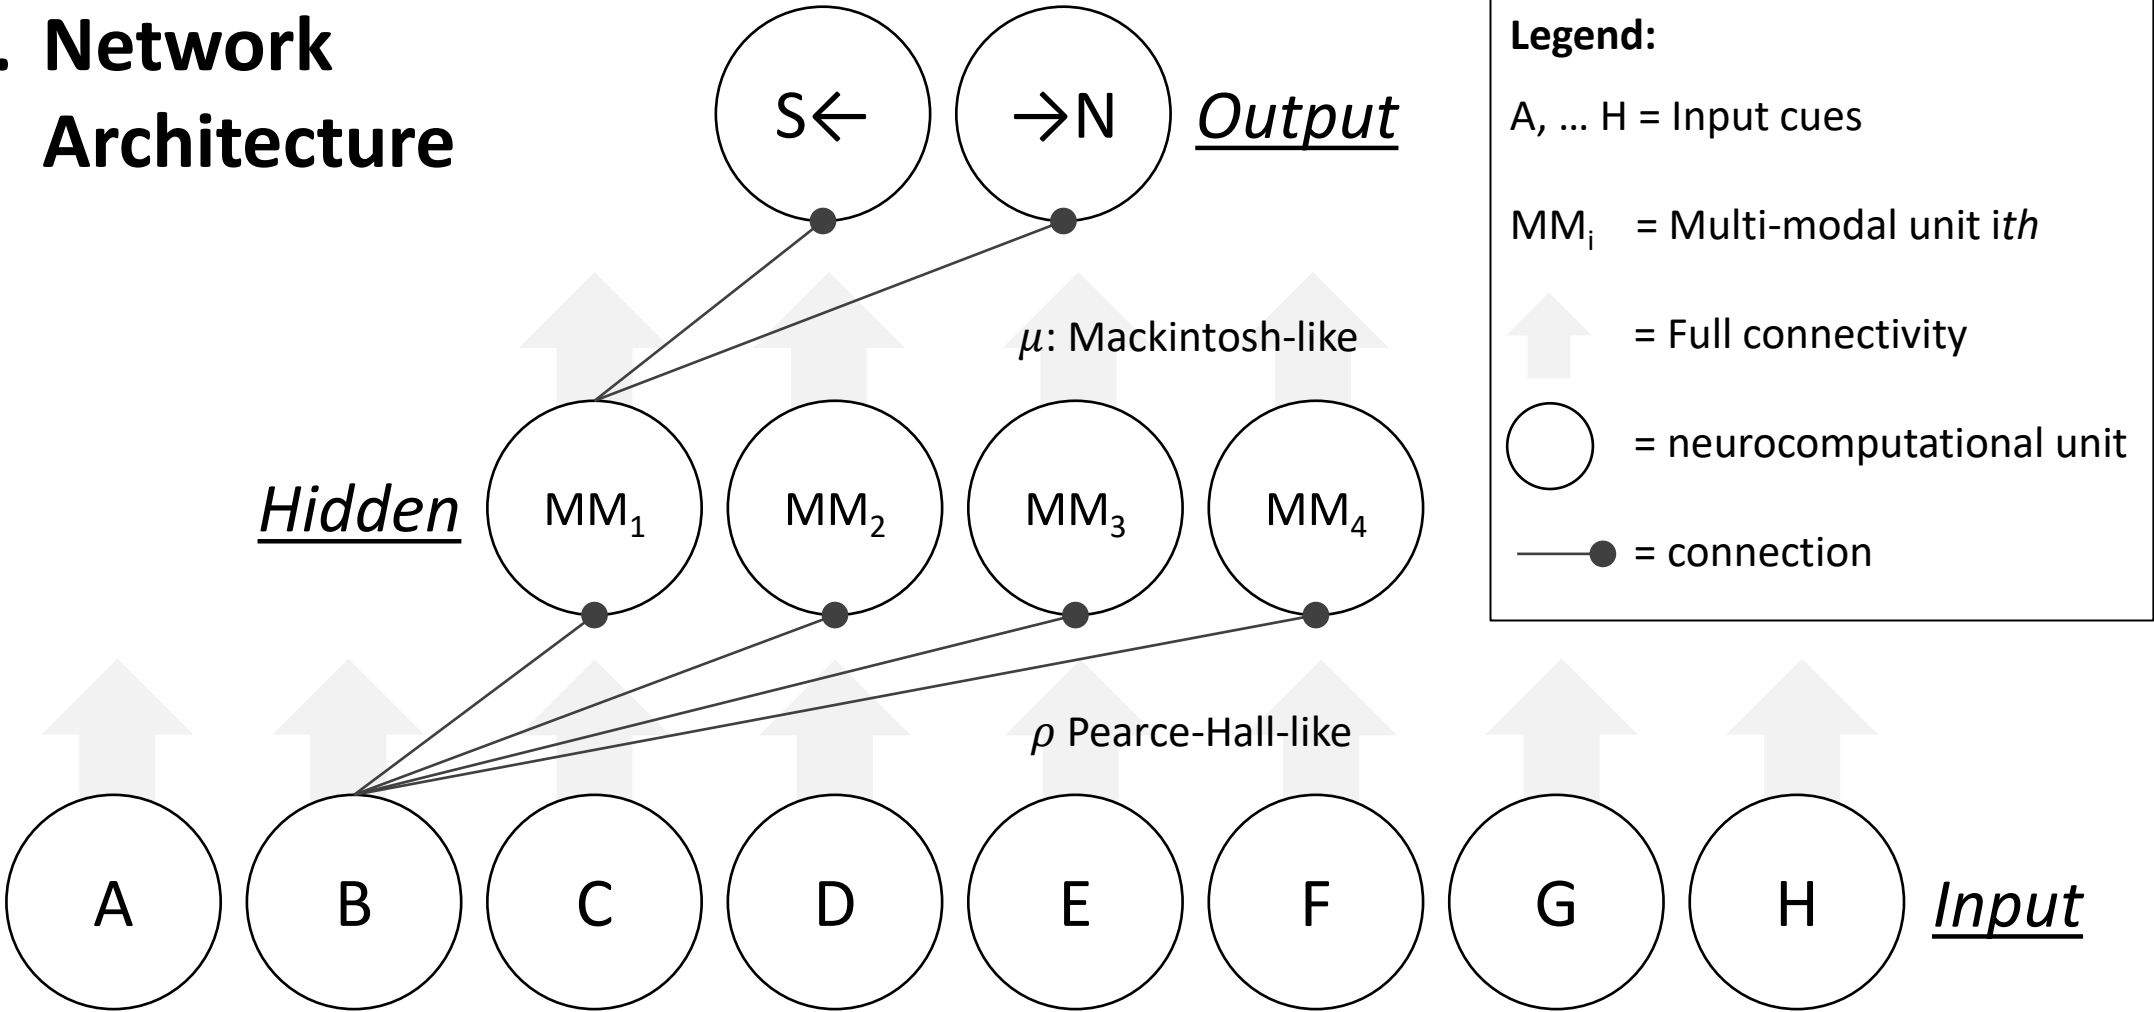 . Network
Architecture
S← →N Output
Legend:
A, ... H = Input cues
MMi = Multi-modal unit ith
= Full connectivity
= neurocomputational unit
= connection
μ: Mackintosh-like
Hidden MM1 MM2 MM3 MM4
ρ Pearce-Hall-like
A B C D E F G H Input